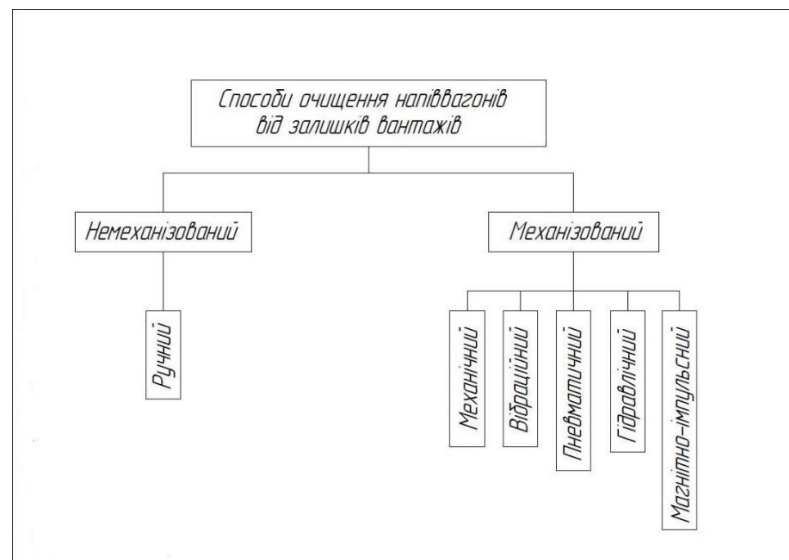 Способи очищення напіввагонів
від залишків вантажів
Немеханізований
Механізований
Ручний
Механічний
Вібраційний
Пневматичний
Гідравлічний
Магнітно-імпульсний